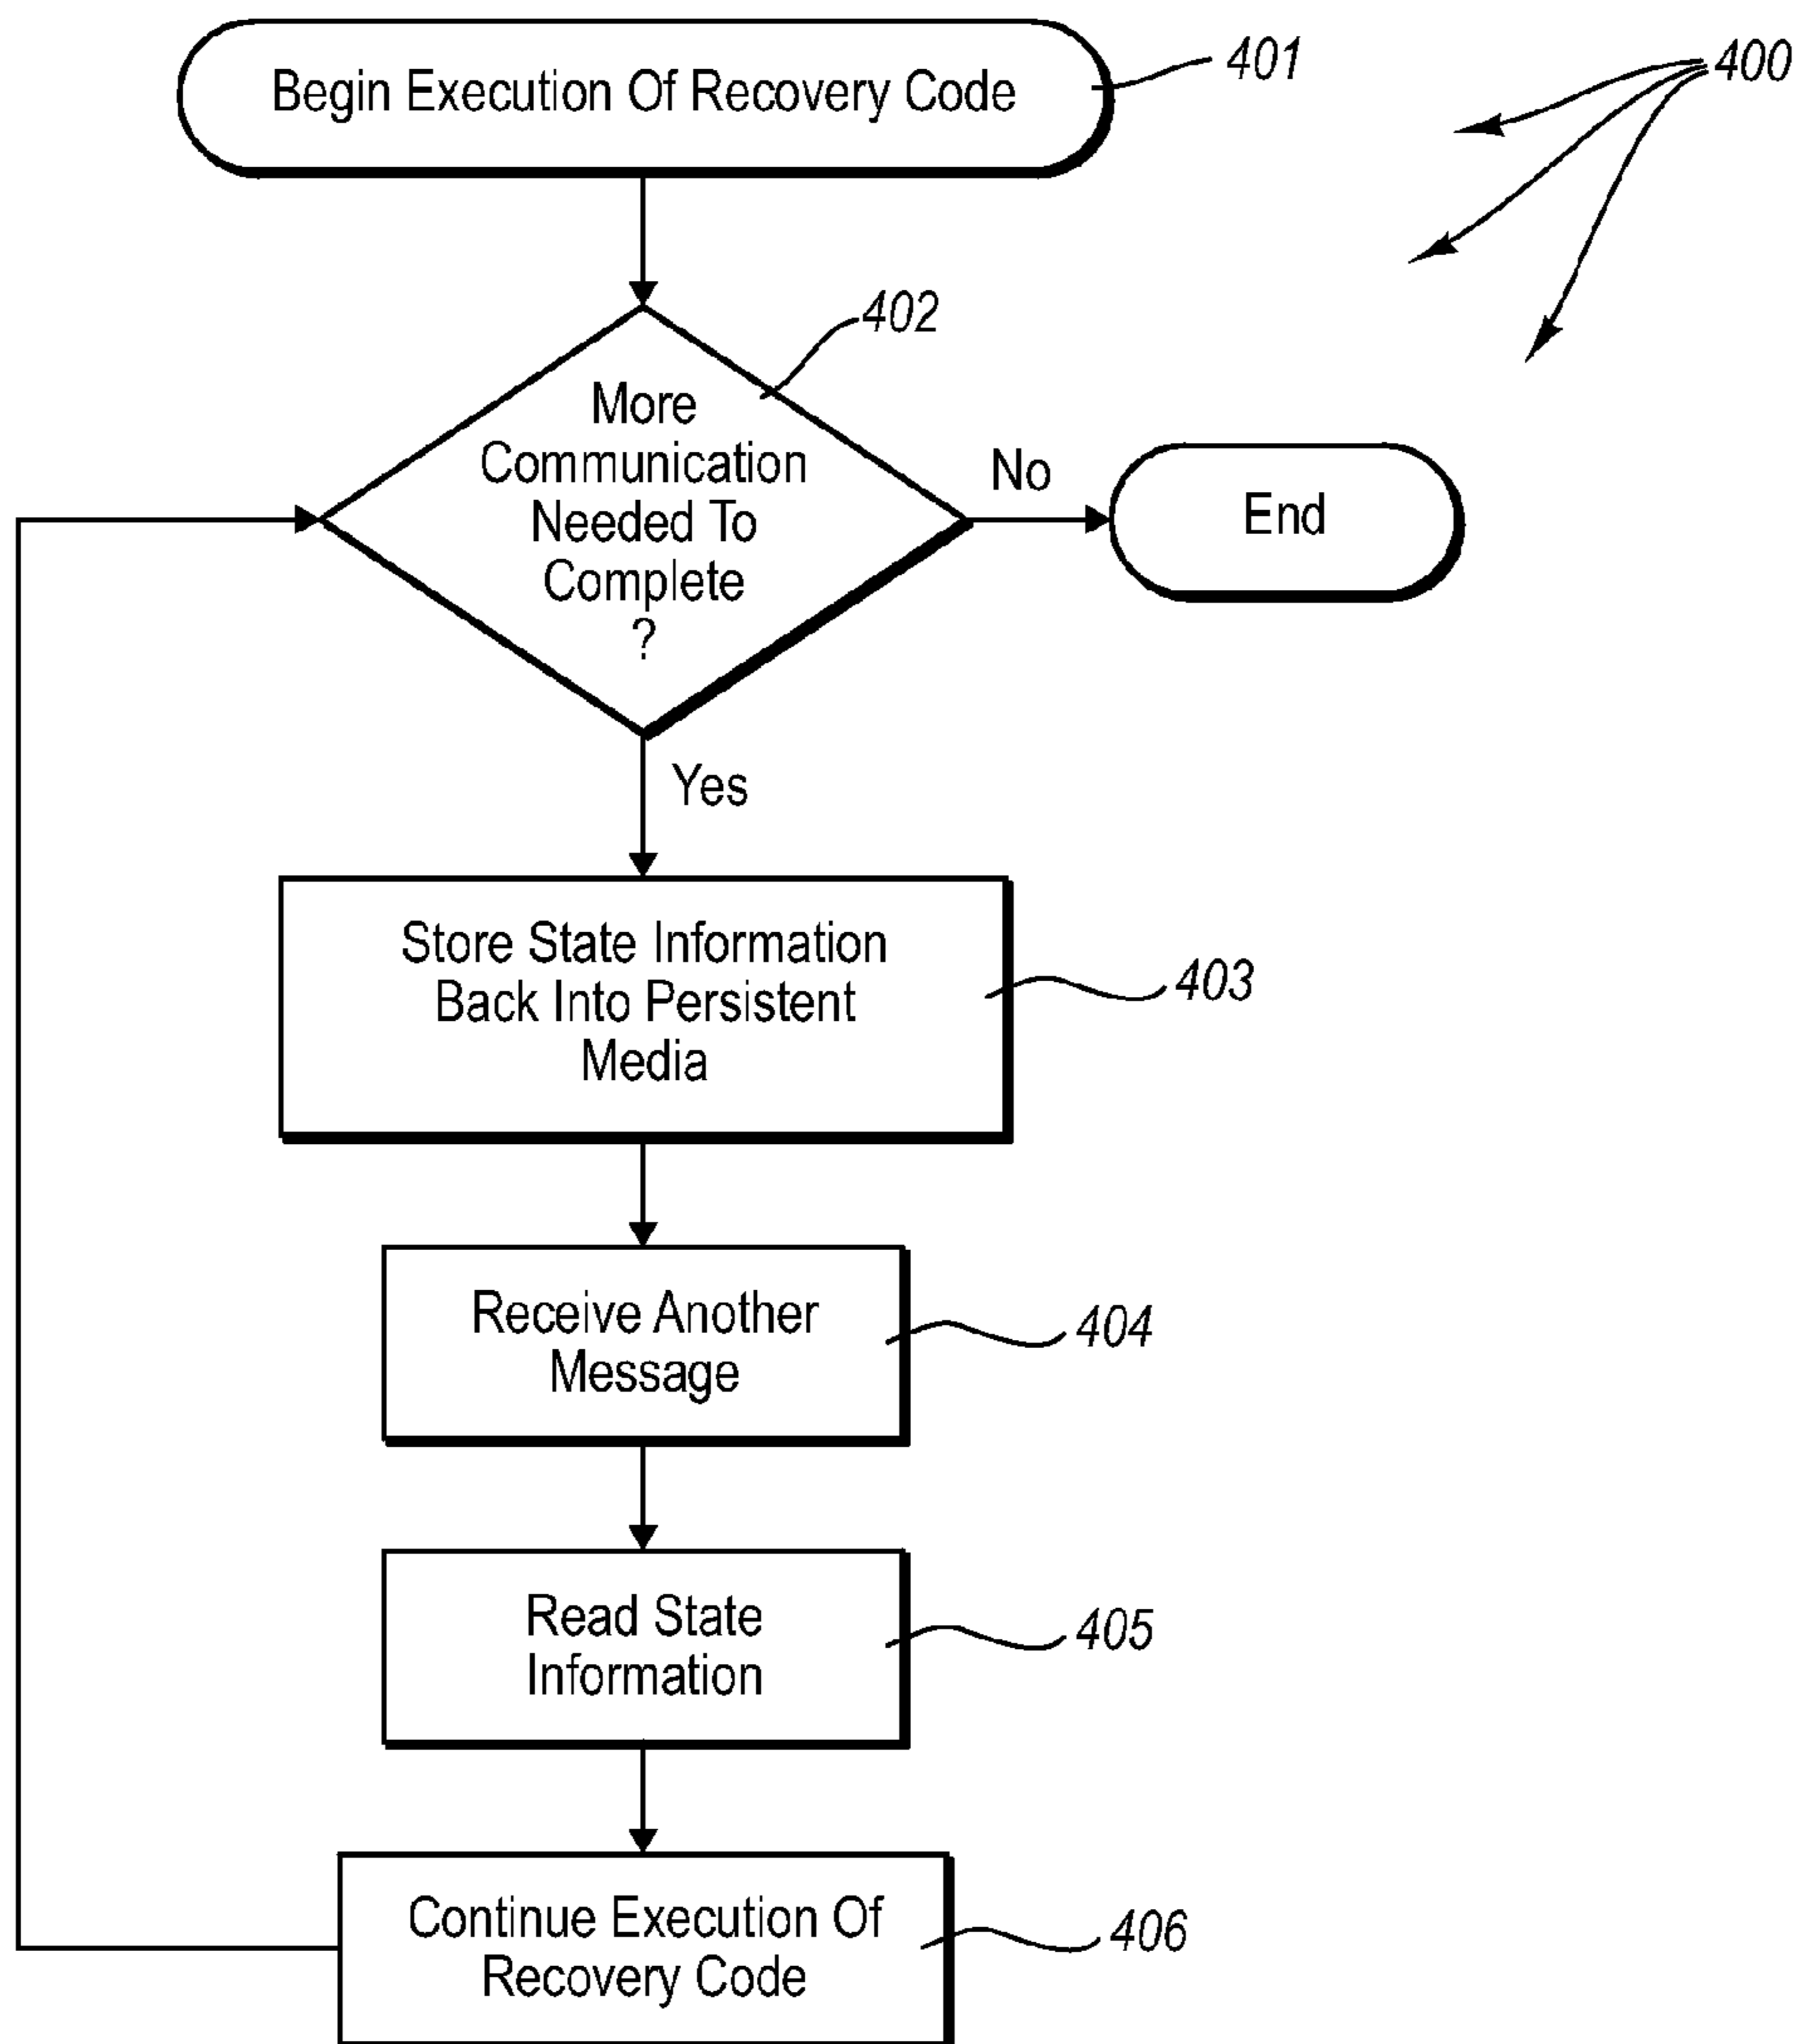 Begin Execution Of Recovery Code
401
400
402
More
Communication
Needed To
Complete
?
No
End
Yes
Store State Information
Back Into Persistent
Media
403
Receive Another
Message
404
Read State
Information
405
Continue Execution Of
Recovery Code
406